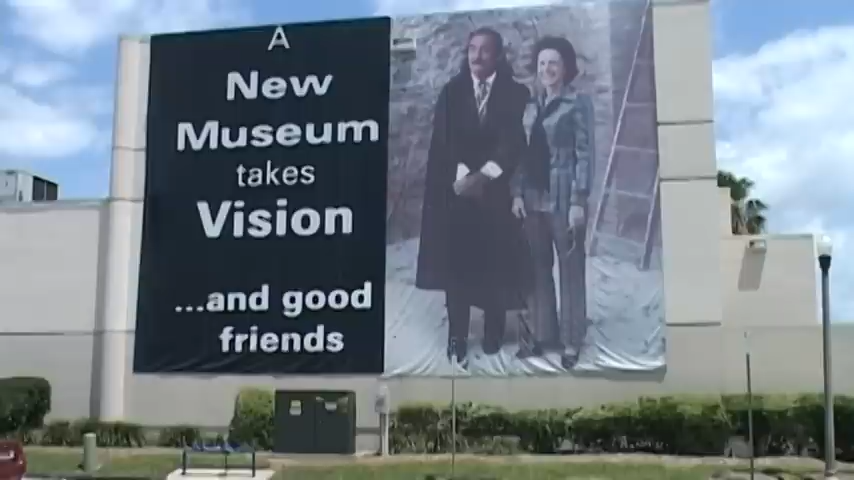 A
New
Museum
takes
Vision
...and good
friends